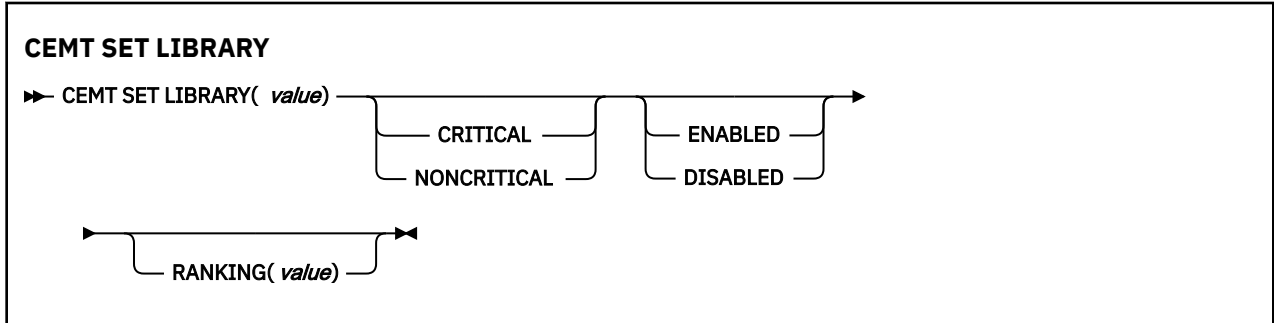 CEMT SET LIBRARY
CEMT SET LIBRARY( value)
CRITICAL ENABLED
NONCRITICAL DISABLED
RANKING( value)